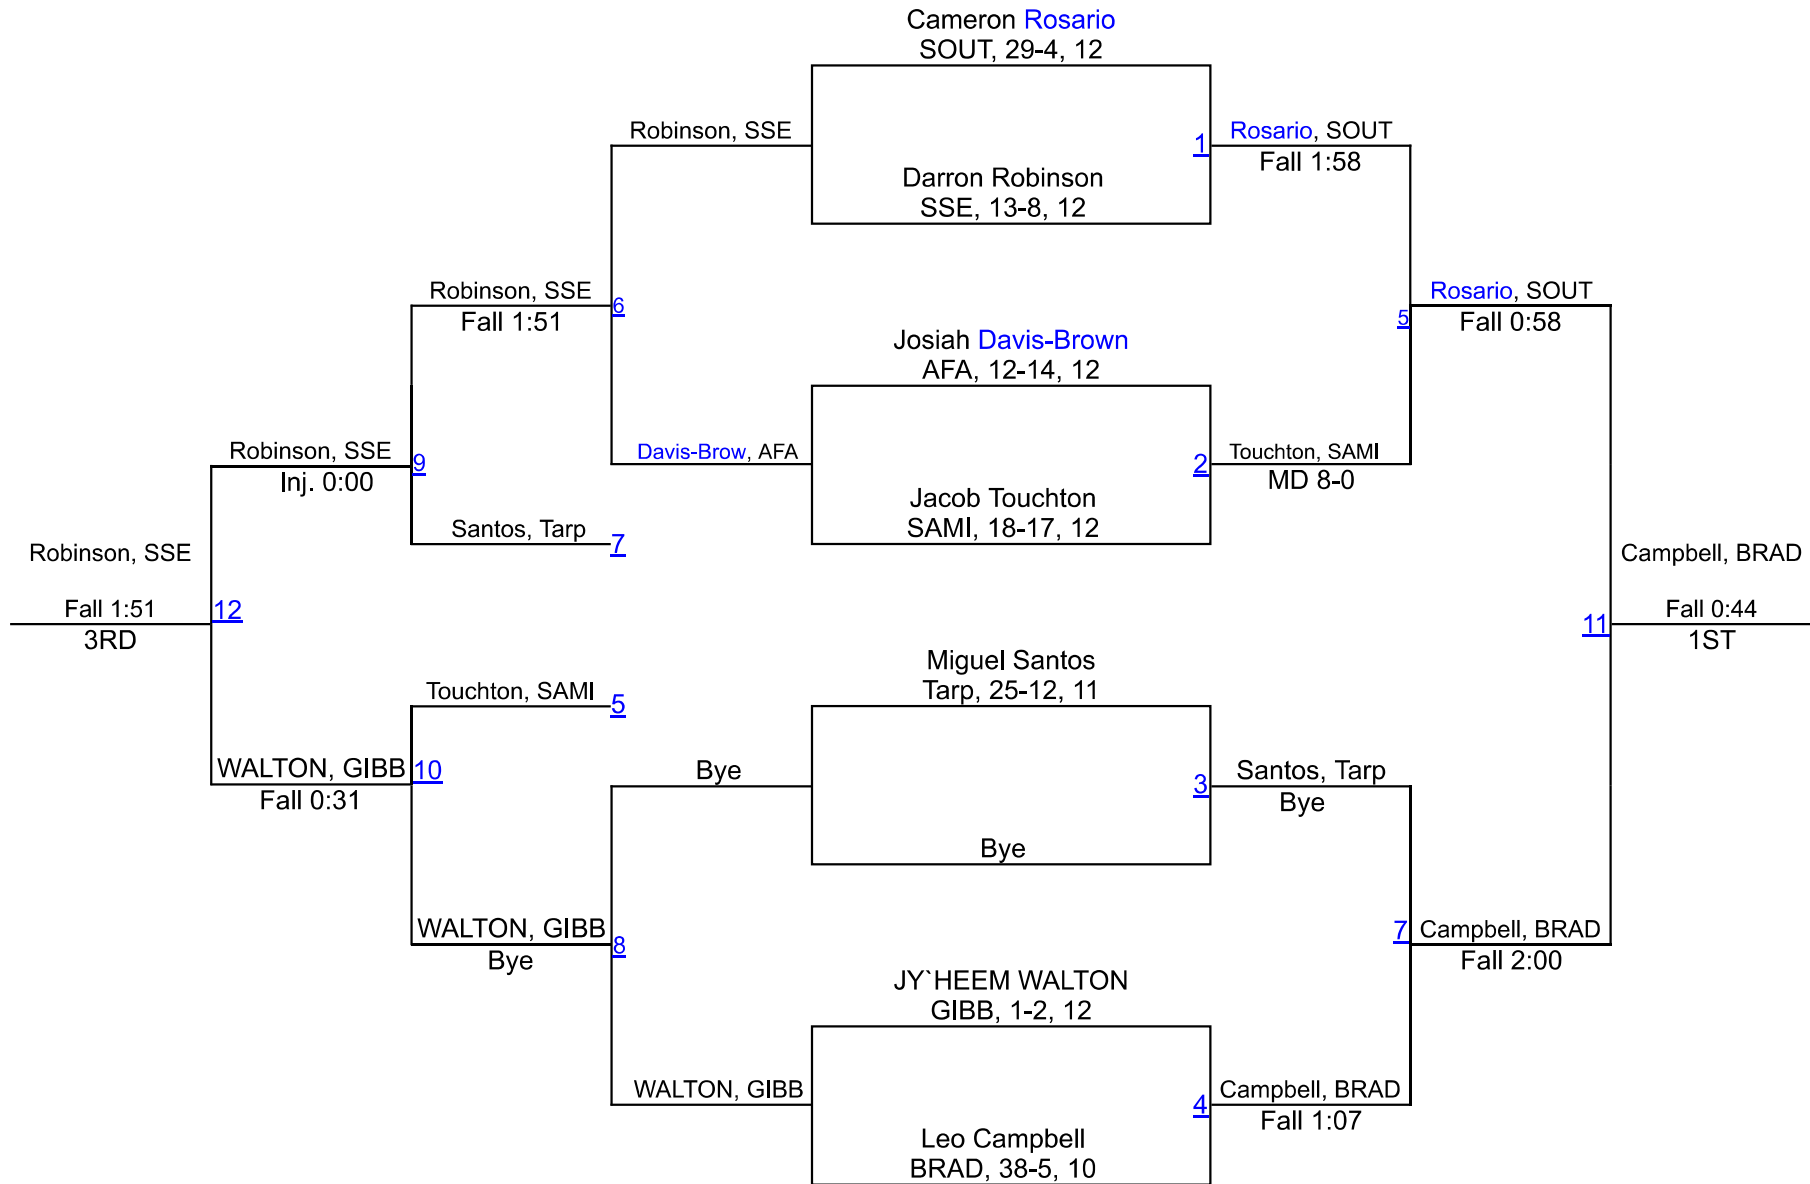 Cameron Rosario
SOUT, 29-4, 12
Robinson, SSE
1
Rosario, SOUT
Fall 1:58
Darron Robinson
SSE, 13-8, 12
Robinson, SSE
Fall 1:51
6
Rosario, SOUT
Fall 0:58
5
Josiah Davis-Brown
AFA, 12-14, 12
Robinson, SSE
Inj. 0:00
9
Davis-Brow, AFA
2
Touchton, SAMI
MD 8-0
Jacob Touchton
SAMI, 18-17, 12
Santos, Tarp
7
Robinson, SSE
Fall 1:51
3RD
12
Campbell, BRAD
Fall 0:44
1ST
11
Miguel Santos
Tarp, 25-12, 11
Touchton, SAMI
5
WALTON, GIBB
Fall 0:31
10
Bye
3
Santos, Tarp
Bye
Bye
WALTON, GIBB
Bye
8
7
Campbell, BRAD
Fall 2:00
JY`HEEM WALTON
GIBB, 1-2, 12
WALTON, GIBB
4
Campbell, BRAD
Fall 1:07
Leo Campbell
BRAD, 38-5, 10